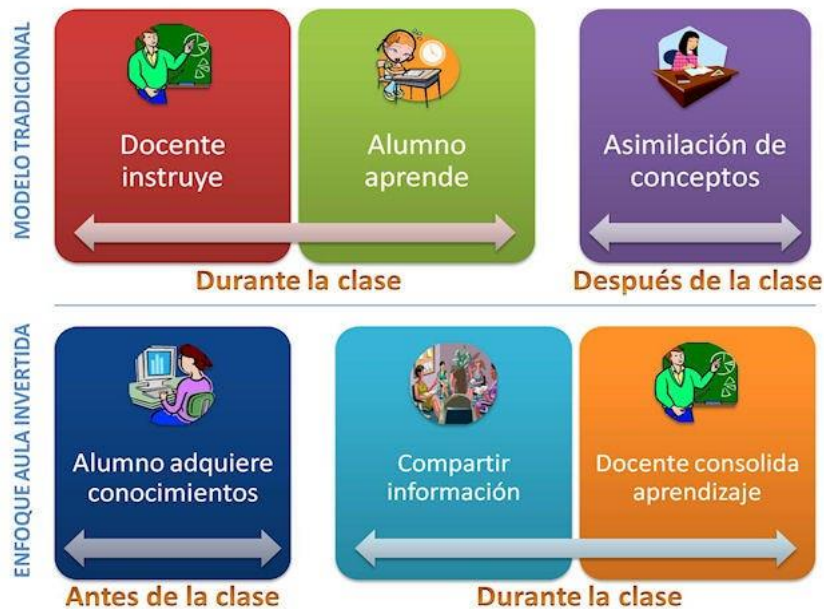 MODELO TRADICIONAL
Docente
instruye
Alumno
aprende
Asimilación de
conceptos
Durante la clase
Después de la clase
ENFOQUE AULA INVERTIDA
Alumno adquiere
conocimientos
Compartir
información
Docente consolida
aprendizaje
Antes de la clase
Durante la clase